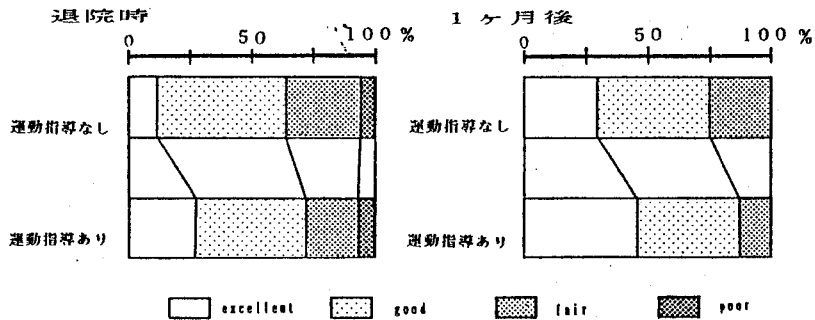 退院時
0 50 100 %
運動指導なし
運動指導あり
1ヶ月後
0 50 100 %
運動指導なし
運動指導あり
excellent good fair poor